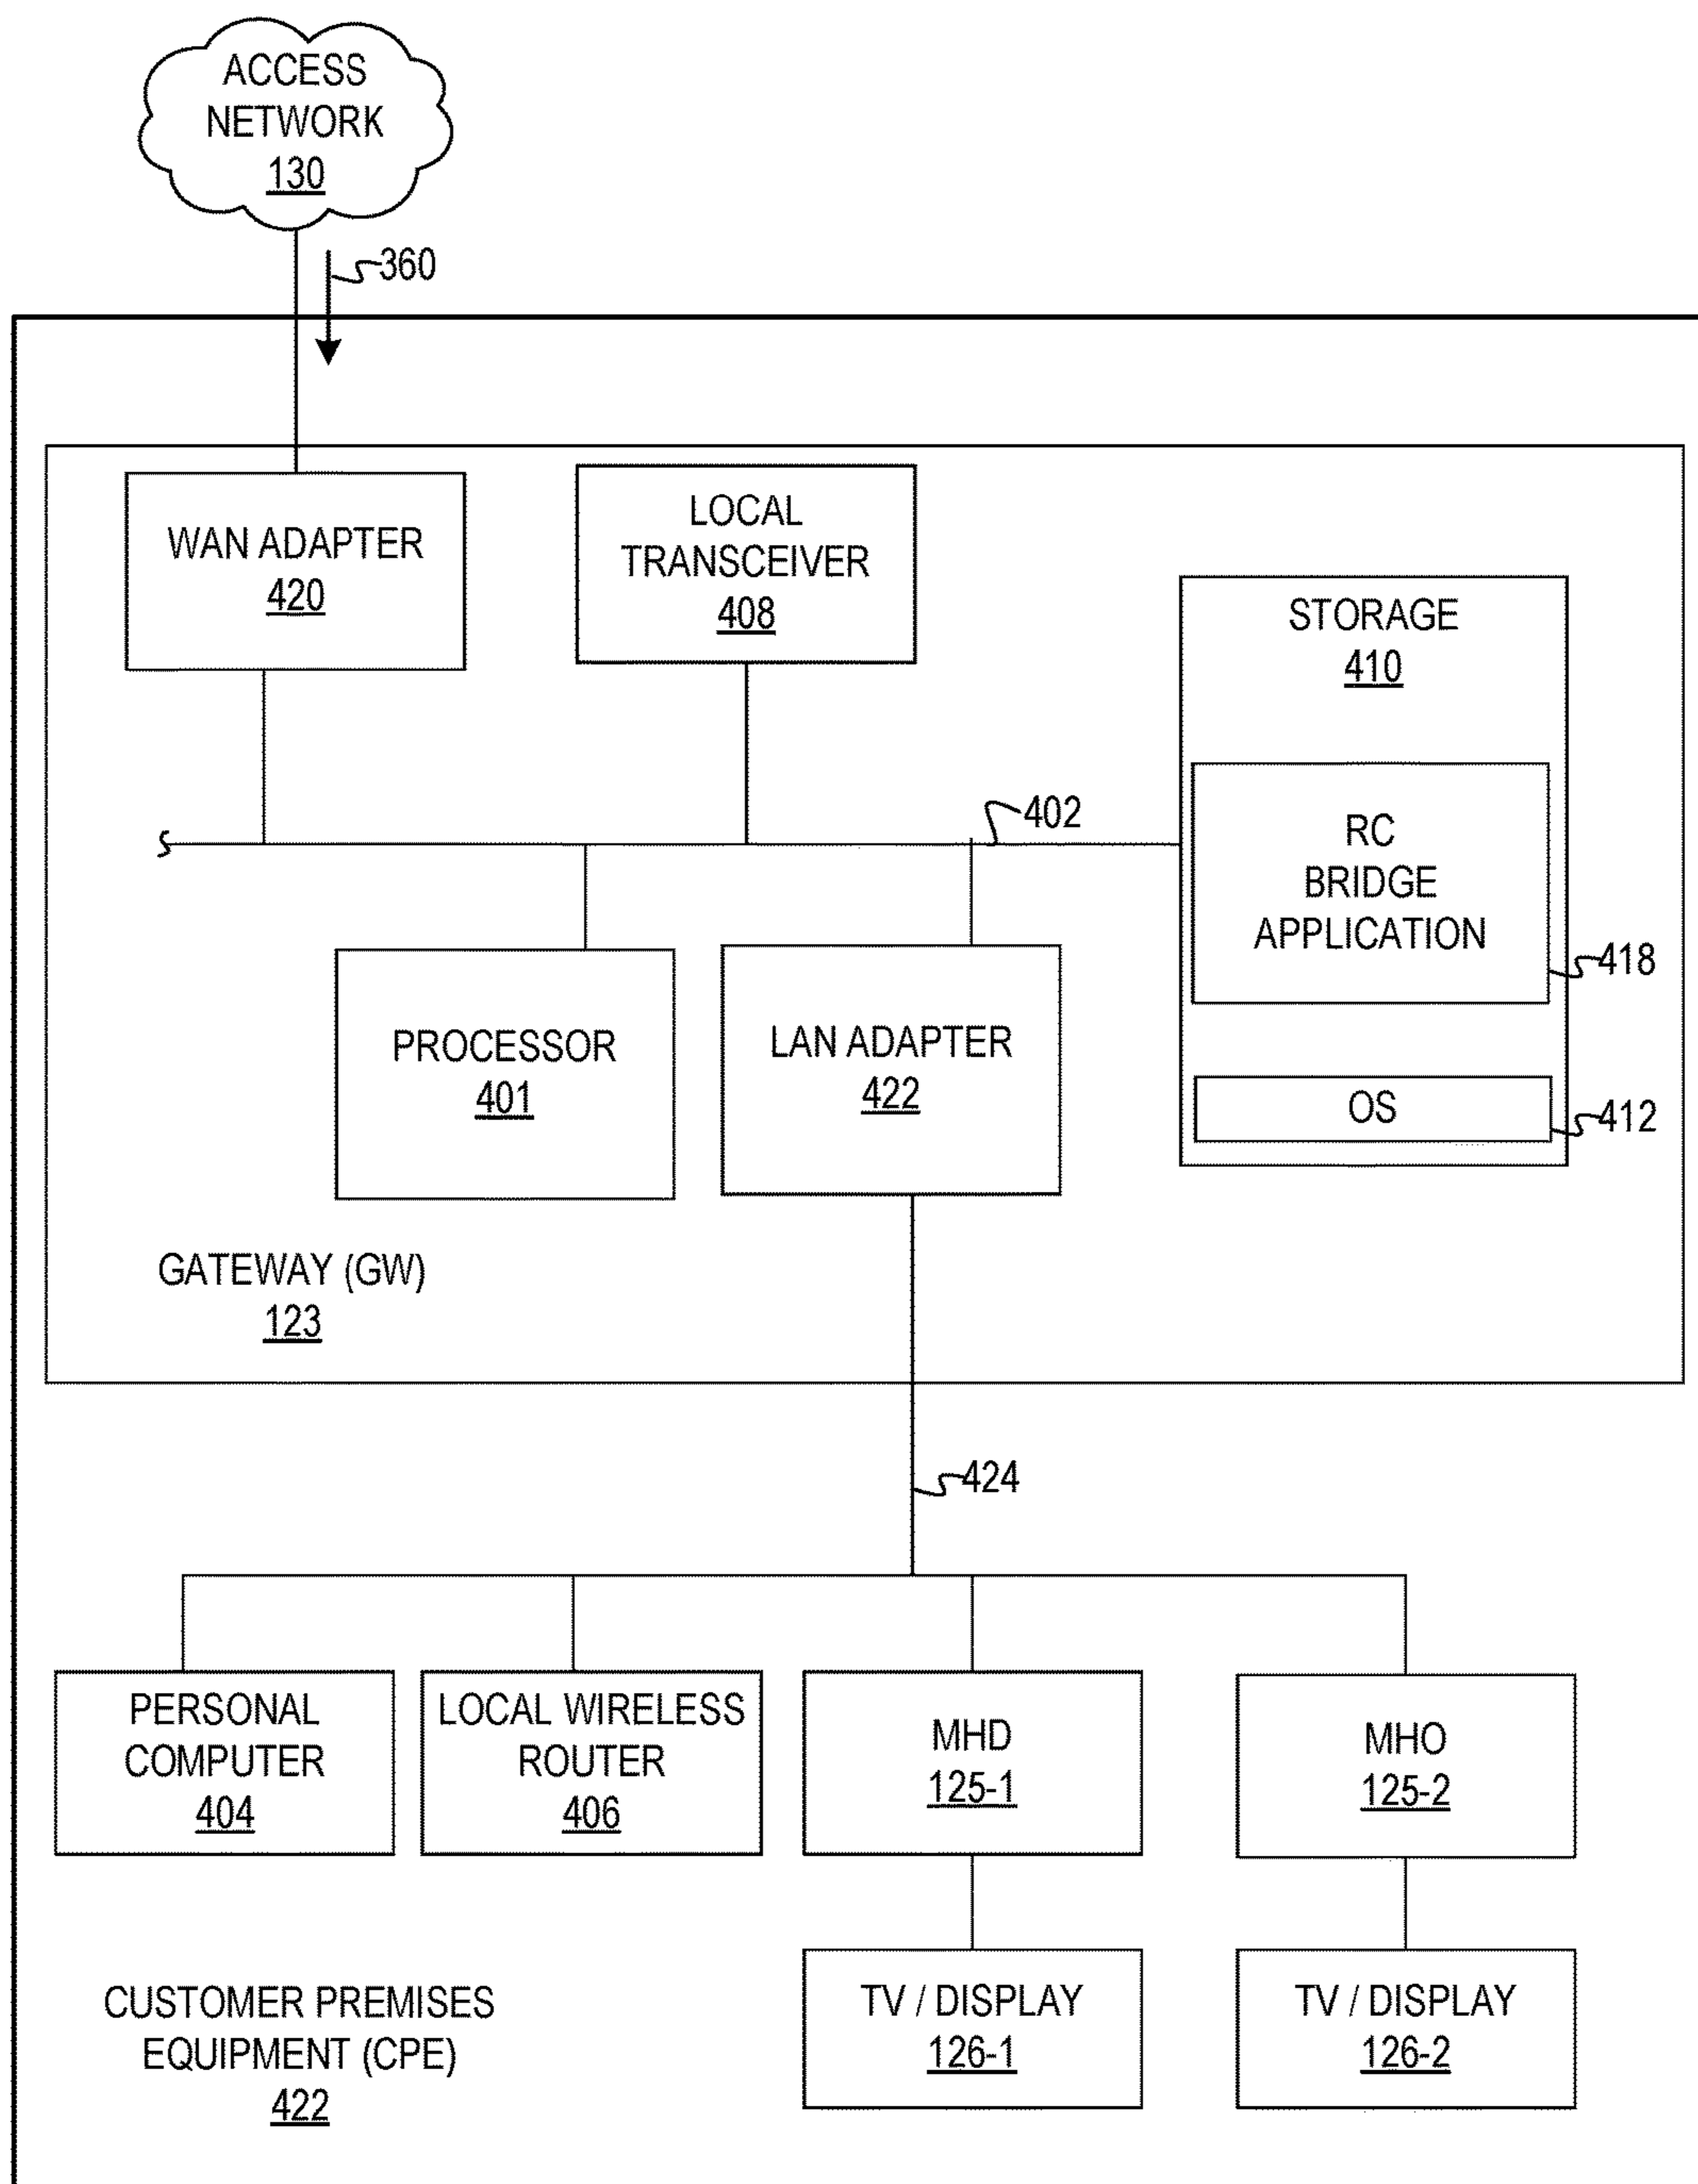 ACCESS
NETWORK
130
360
WAN ADAPTER
420
LOCAL
TRANSCEIVER
408
STORAGE
410
402
RC
BRIDGE
APPLICATION
418
PROCESSOR
401
LAN ADAPTER
422
OS
412
GATEWAY (GW)
123
424
PERSONAL
COMPUTER
404
LOCAL WIRELESS
ROUTER
406
MHD
125-1
MHO
125-2
TV / DISPLAY
126-1
TV / DISPLAY
126-2
CUSTOMER PREMISES
EQUIPMENT (CPE)
422